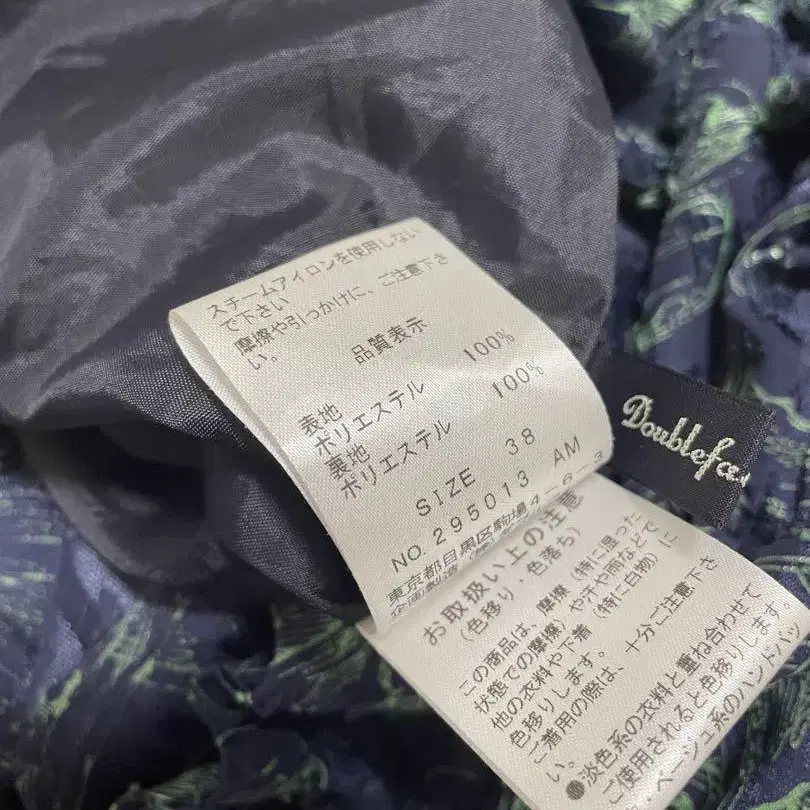 スチームアイロンを使用しない
で下さい
摩擦や引っかけに、ご注意下さ
い。
品質表示
表地
ポリエステル 100%
裏地
ポリエステル 100%
SIZE 38
NO. 295013 AM
東京都目黒区駒場4-6-3
企画製造 (株)
お取扱い上の注意
(色移り・色落ち)
この商品は、摩擦(特に湿った
状態での摩擦)や汗や雨などで
他の衣料や下着(特に白物)に
色移りします。
ご着用の際は、十分ご注意下さ
い。
●淡色系の衣料と重ね合わせて
ご使用されると色移りします。
ベージュ系のハンドバッ
Doublefa